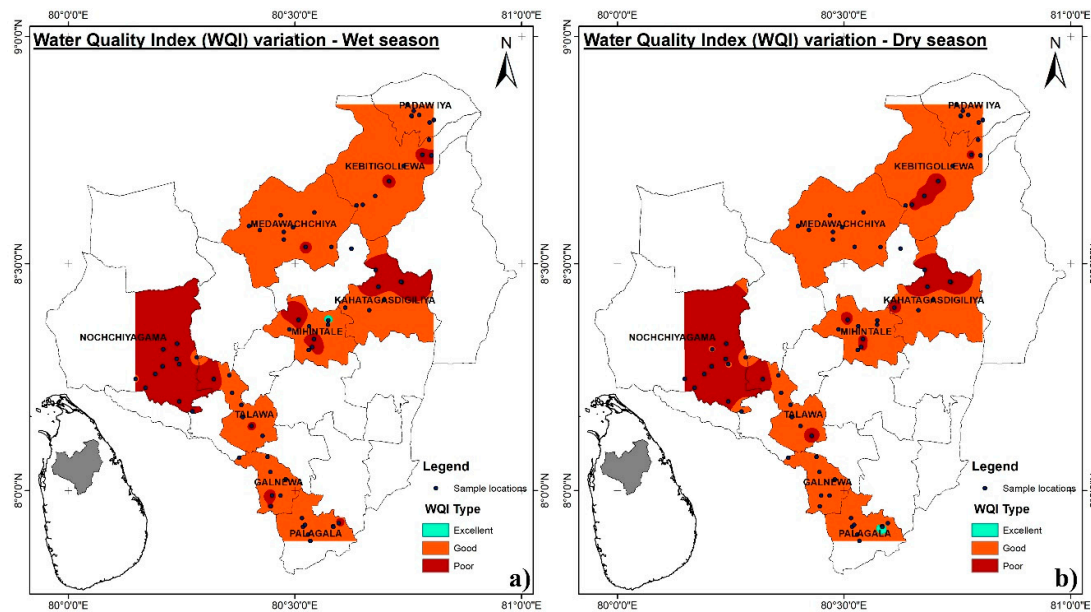 80°0'0"E 80°30'0"E 81°0'0"E
Water Quality Index (WQI) variation - Wet season
N
9°0'0"N
8°30'0"N
8°0'0"N
PADAWIYA
KEBITIGOLLEWA
MEDAWACHCHIYA
KAHATAGASDIGILIYA
NOCHCHIYAGAMA
MIHINTALE
TALAWA
GALNEWA
PALAGALA
Legend
Sample locations
WQI Type
Excellent
Good
Poor
a)
80°0'0"E 80°30'0"E 81°0'0"E
80°0'0"E 80°30'0"E 81°0'0"E
Water Quality Index (WQI) variation - Dry season
N
9°0'0"N
8°30'0"N
8°0'0"N
PADAWIYA
KEBITIGOLLEWA
MEDAWACHCHIYA
KAHATAGASDIGILIYA
NOCHCHIYAGAMA
MIHINTALE
TALAWA
GALNEWA
PALAGALA
Legend
Sample locations
WQI Type
Excellent
Good
Poor
b)
80°0'0"E 80°30'0"E 81°0'0"E